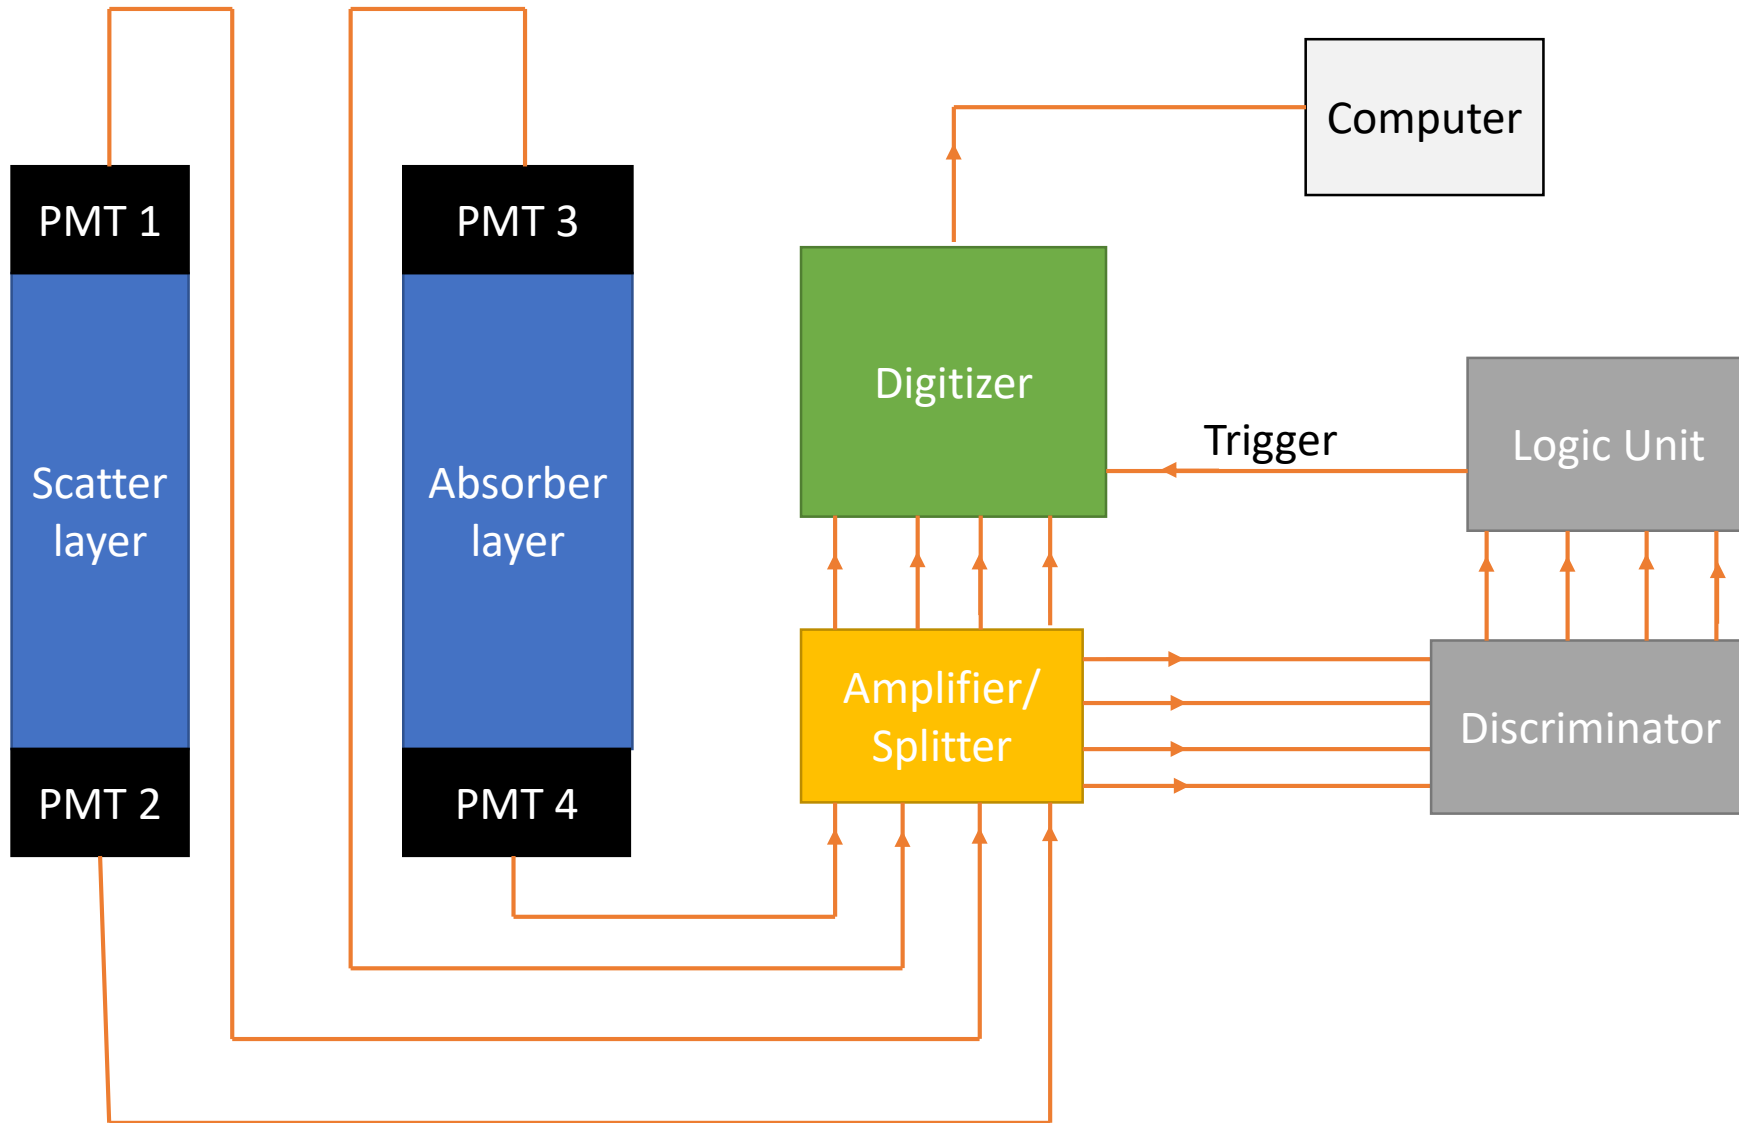 Computer
PMT 1
PMT 3
Digitizer
Trigger
Logic Unit
Scatter
layer
Absorber
layer
Amplifier/
Splitter
Discriminator
PMT 2
PMT 4